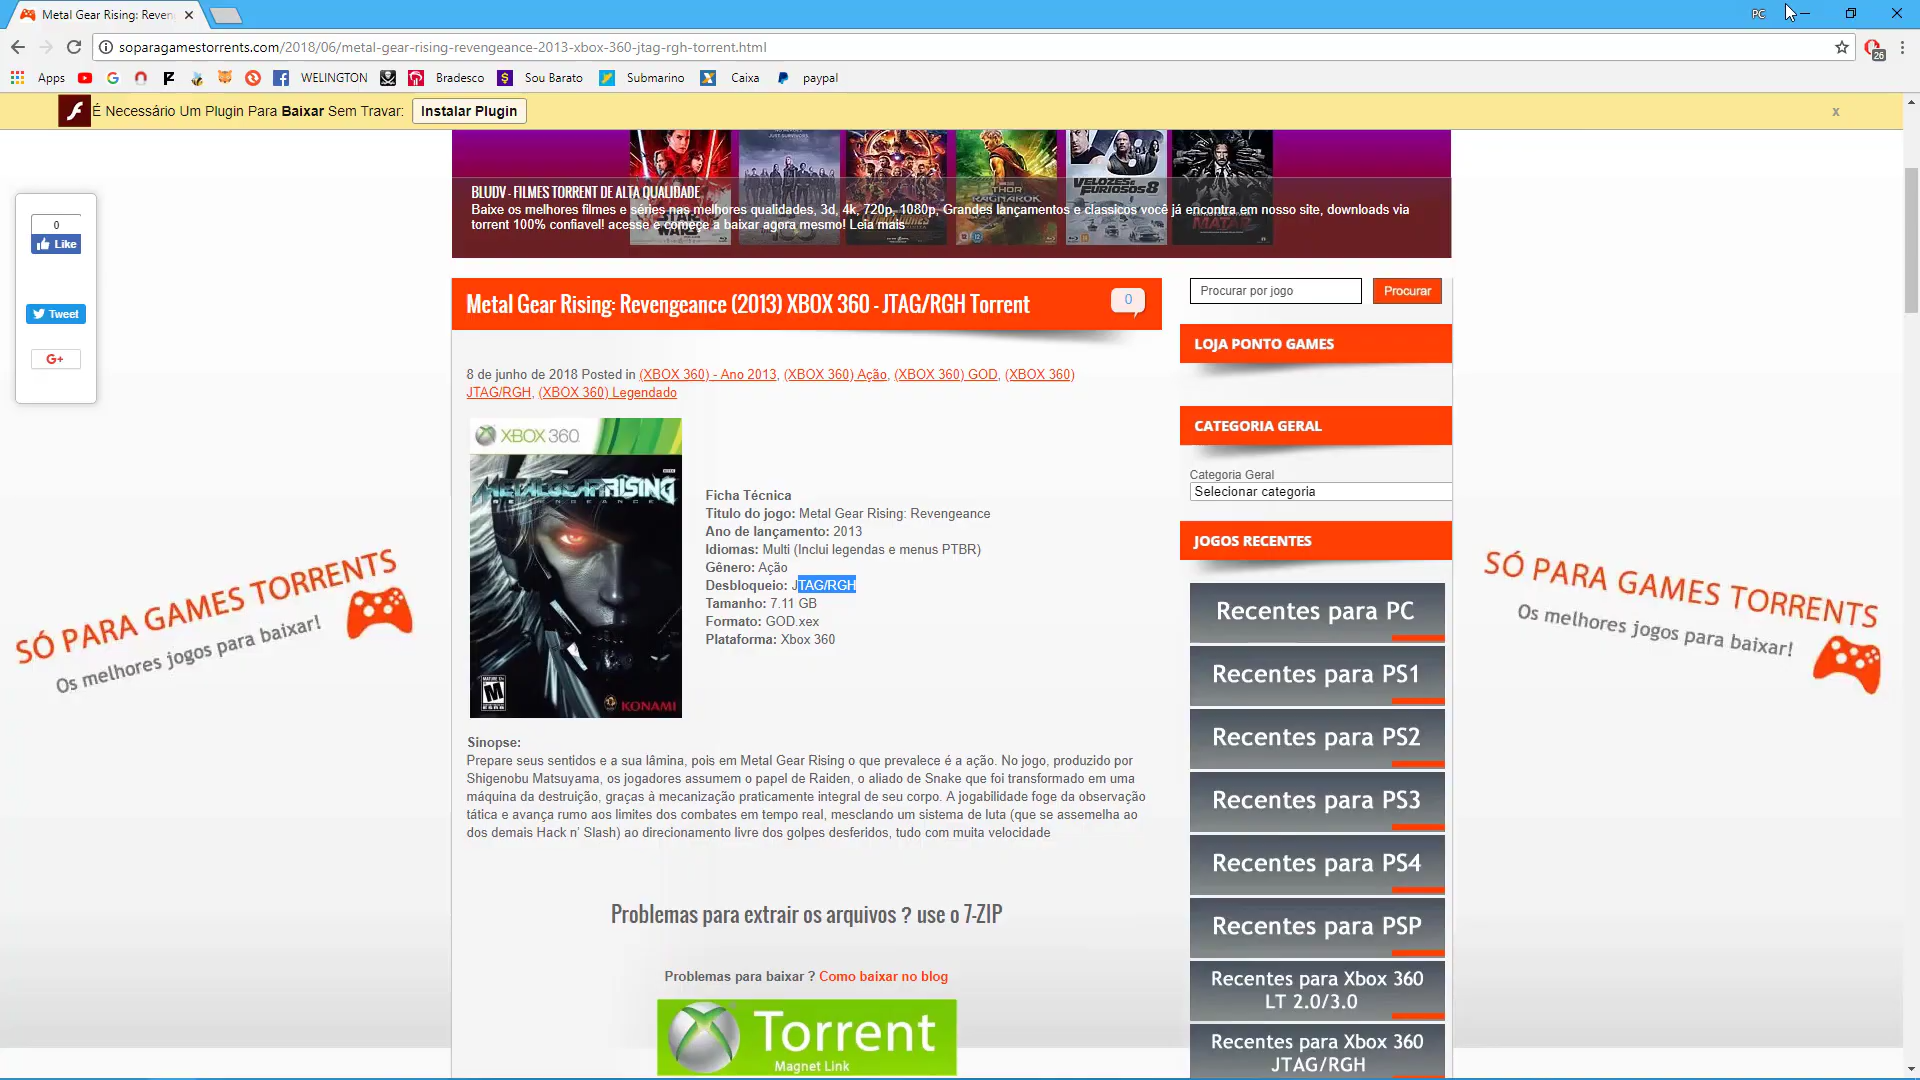 Metal Gear Rising: Reven
PC
soparagamestorrents.com/2018/06/metal-gear-rising-revengeance-2013-xbox-360-jtag-rgh-torrent.html
26
Apps
WELINGTON
Bradesco
Sou Barato
Submarino
Caixa
paypal
É Necessário Um Plugin Para Baixar Sem Travar:
Instalar Plugin
x
BLUDV - FILMES TORRENT DE ALTA QUALIDADE
Baixe os melhores filmes e séries nas melhores qualidades, 3d, 4k, 720p, 1080p, Grandes lançamentos e classicos você já encontra em nosso site, downloads via
torrent 100% confiavel! acesse e começe a baixar agora mesmo! Leia mais
THOR
RAGNAROK
VELOZES
FURIOSOS 8
0
Like
Tweet
G+
Metal Gear Rising: Revengeance (2013) XBOX 360 - JTAG/RGH Torrent
0
8 de junho de 2018 Posted in (XBOX 360) - Ano 2013, (XBOX 360) Ação, (XBOX 360) GOD, (XBOX 360)
JTAG/RGH, (XBOX 360) Legendado
XBOX 360
METAL GEAR RISING
REVENGEANCE
M
KONAMI
Ficha Técnica
Titulo do jogo: Metal Gear Rising: Revengeance
Ano de lançamento: 2013
Idiomas: Multi (Inclui legendas e menus PTBR)
Gênero: Ação
Desbloqueio: JTAG/RGH
Tamanho: 7.11 GB
Formato: GOD.xex
Plataforma: Xbox 360
Sinopse:
Prepare seus sentidos e a sua lâmina, pois em Metal Gear Rising o que prevalece é a ação. No jogo, produzido por
Shigenobu Matsuyama, os jogadores assumem o papel de Raiden, o aliado de Snake que foi transformado em uma
máquina da destruição, graças à mecanização praticamente integral de seu corpo. A jogabilidade foge da observação
tática e avança rumo aos limites dos combates em tempo real, mesclando um sistema de luta (que se assemelha ao
dos demais Hack n’ Slash) ao direcionamento livre dos golpes desferidos, tudo com muita velocidade
Problemas para extrair os arquivos ? use o 7-ZIP
Problemas para baixar ? Como baixar no blog
Torrent
Magnet Link
Procurar por jogo
Procurar
LOJA PONTO GAMES
CATEGORIA GERAL
Categoria Geral
Selecionar categoria
JOGOS RECENTES
Recentes para PC
Recentes para PS1
Recentes para PS2
Recentes para PS3
Recentes para PS4
Recentes para PSP
Recentes para Xbox 360
LT 2.0/3.0
Recentes para Xbox 360
JTAG/RGH
SÓ PARA GAMES TORRENTS
Os melhores jogos para baixar!
SÓ PARA GAMES TORRENTS
Os melhores jogos para baixar!